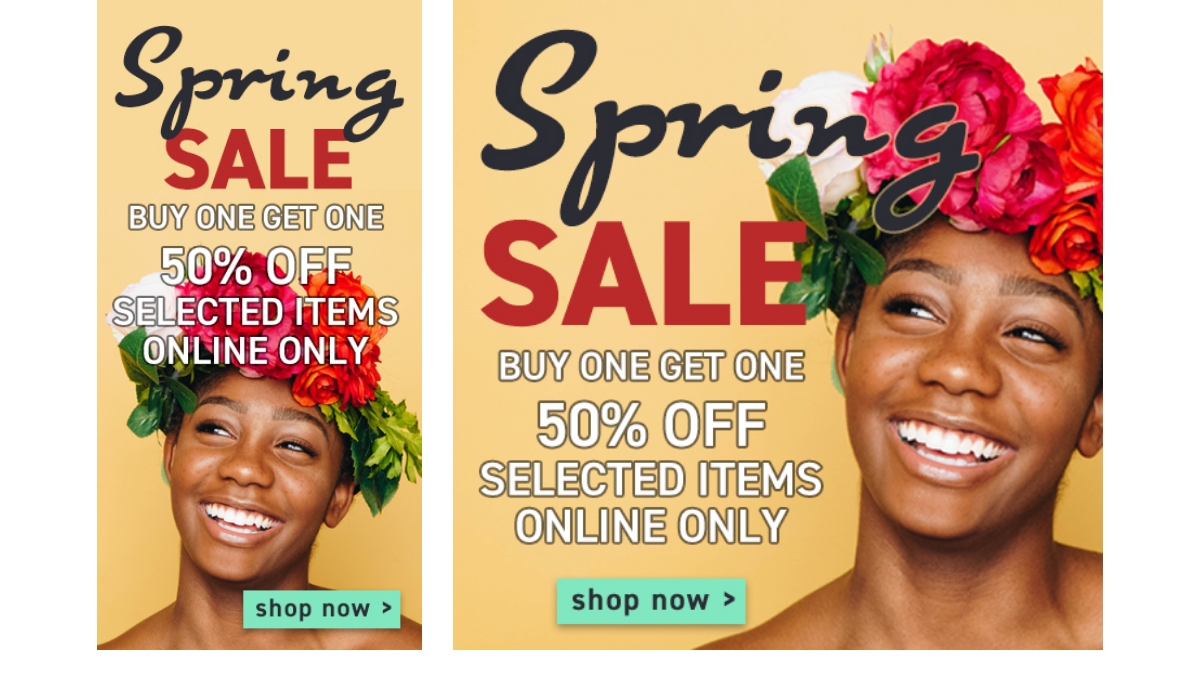 Spring
SALE
BUY ONE GET ONE
50% OFF
SELECTED ITEMS
ONLINE ONLY
shop now >
Spring
SALE
BUY ONE GET ONE
50% OFF
SELECTED ITEMS
ONLINE ONLY
shop now >